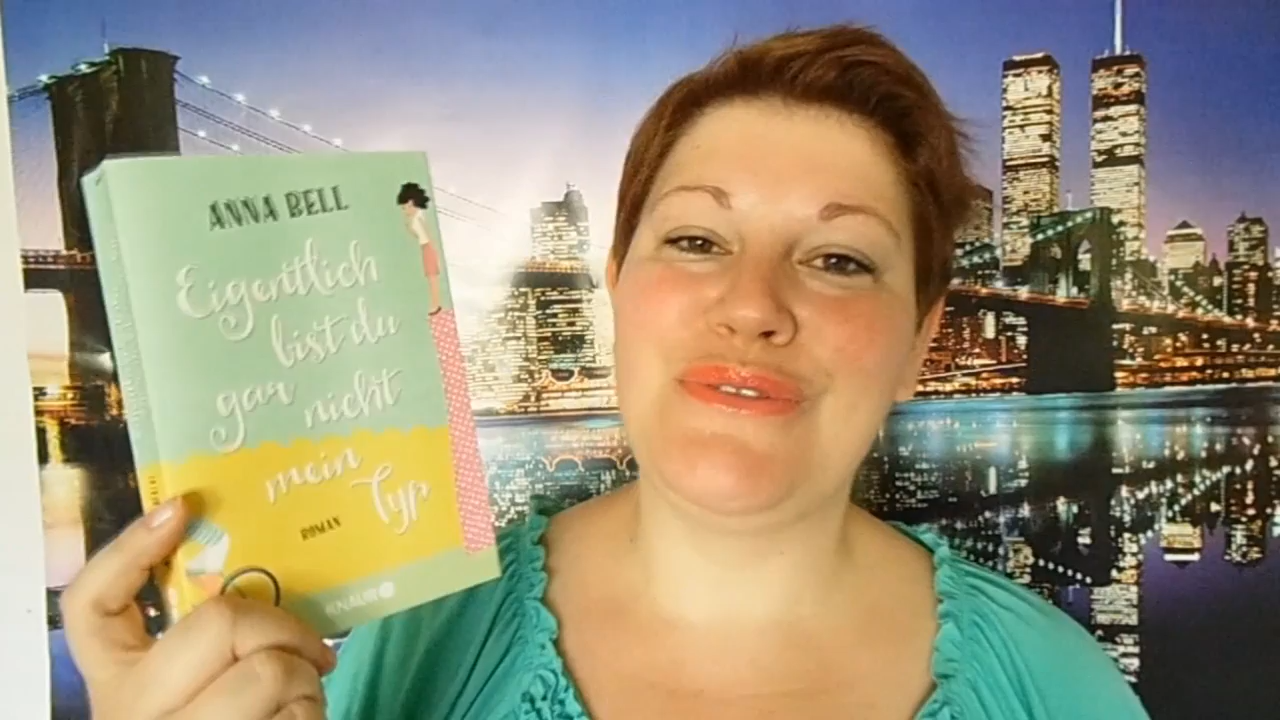 ANNA BELL
Eigentlich
bist du
gar nicht
mein
Typ
ROMAN
KNAUR